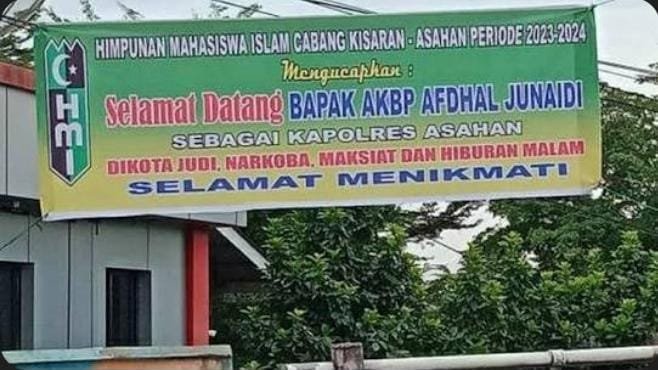 HIMPUNAN MAHASISWA ISLAM CABANG KISARAN - ASAHAN PERIODE 2023-2024
Mengucapkan :
Selamat Datang BAPAK AKBP AFDHAL JUNAIDI
SEBAGAI KAPOLRES ASAHAN
DIKOTA JUDI, NARKOBA, MAKSIAT DAN HIBURAN MALAM
SELAMAT MENIKMATI
HMI